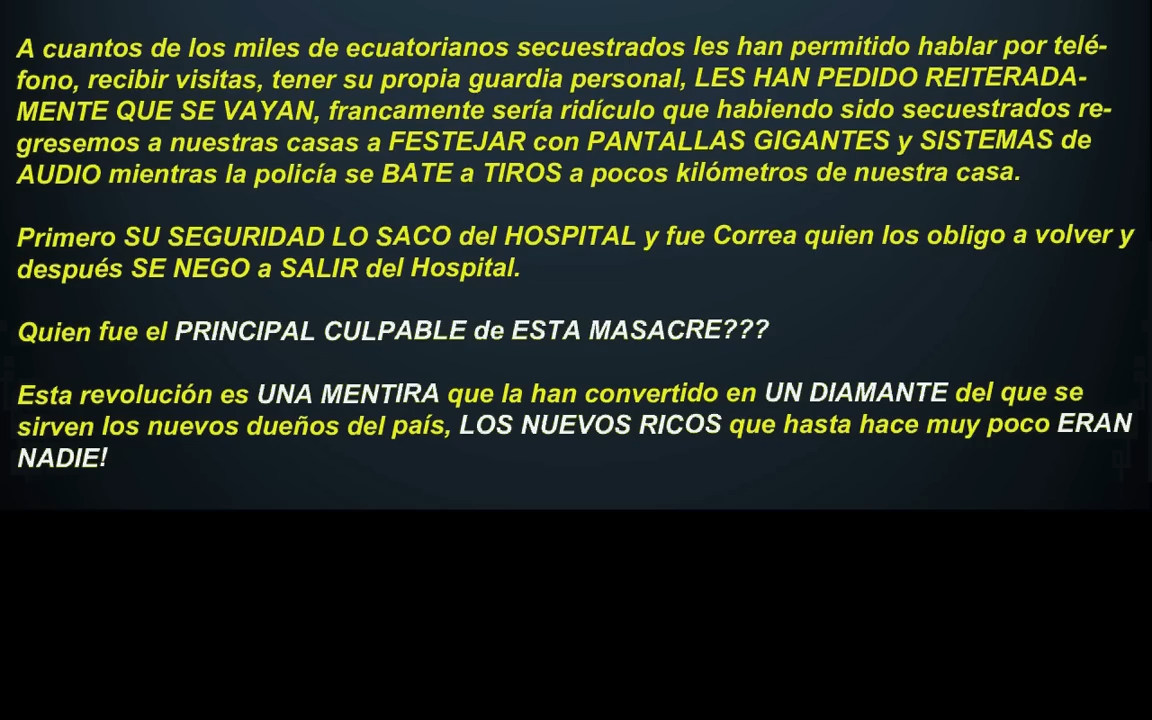 A cuantos de los miles de ecuatorianos secuestrados les han permitido hablar por telé-
fono, recibir visitas, tener su propia guardia personal, LES HAN PEDIDO REITERADA-
MENTE QUE SE VAYAN, francamente sería ridículo que habiendo sido secuestrados re-
gresemos a nuestras casas a FESTEJAR con PANTALLAS GIGANTES y SISTEMAS de
AUDIO mientras la policía se BATE a TIROS a pocos kilómetros de nuestra casa.
Primero SU SEGURIDAD LO SACO del HOSPITAL y fue Correa quien los obligo a volver y
después SE NEGO a SALIR del Hospital.
Quien fue el PRINCIPAL CULPABLE de ESTA MASACRE???
Esta revolución es UNA MENTIRA que la han convertido en UN DIAMANTE del que se
sirven los nuevos dueños del país, LOS NUEVOS RICOS que hasta hace muy poco ERAN
NADIE!